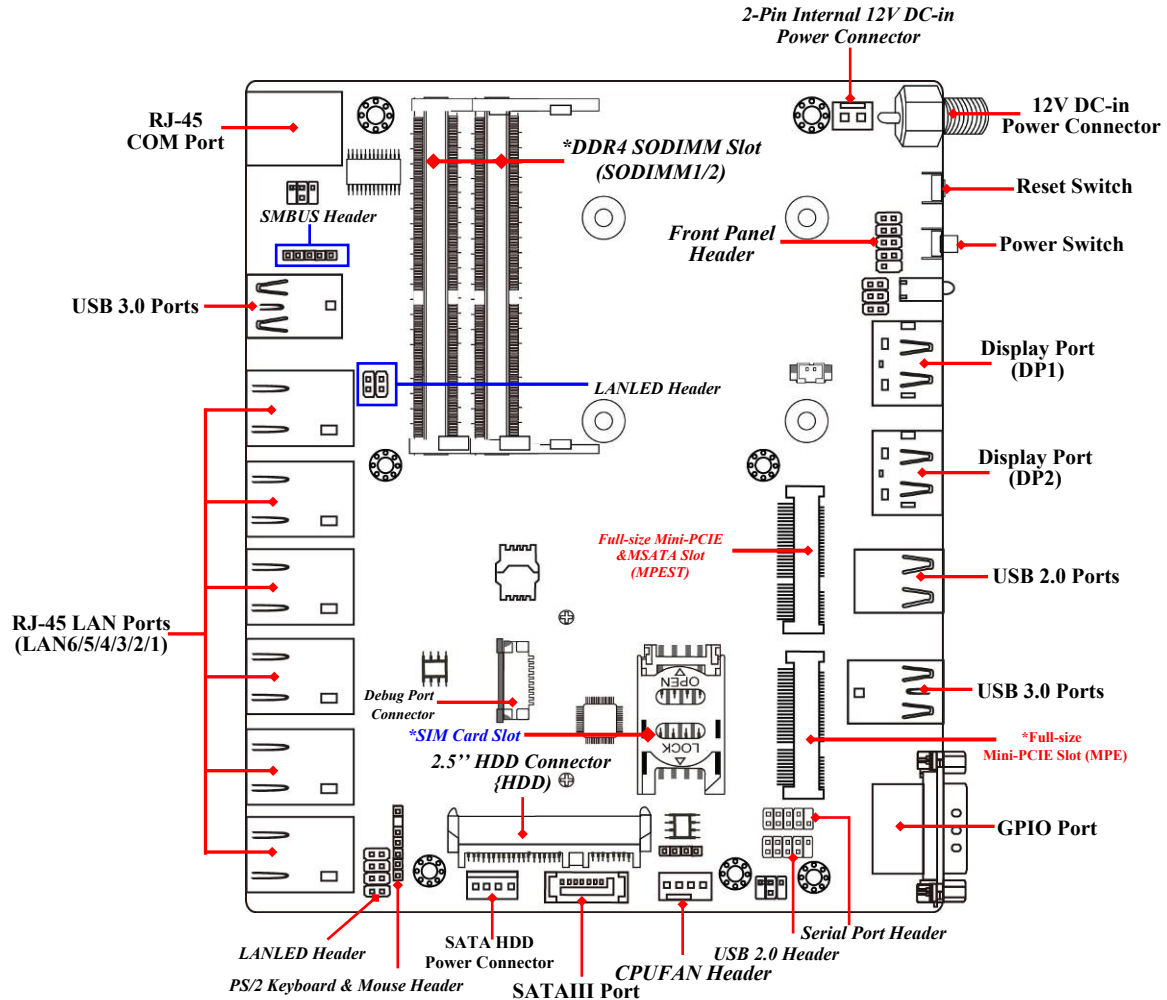 2-Pin Internal 12V DC-in
Power Connector
RJ-45
COM Port
12V DC-in
Power Connector
*DDR4 SODIMM Slot
(SODIMM1/2)
Reset Switch
SMBUS Header
Front Panel
Header
Power Switch
USB 3.0 Ports
Display Port
(DP1)
LANLED Header
Display Port
(DP2)
Full-size Mini-PCIE
&MSATA Slot
(MPEST)
USB 2.0 Ports
RJ-45 LAN Ports
(LAN6/5/4/3/2/1)
OPEN
Debug Port
Connector
USB 3.0 Ports
*SIM Card Slot
LOCK
*Full-size
Mini-PCIE Slot (MPE)
2.5’’ HDD Connector
{HDD)
GPIO Port
Serial Port Header
LANLED Header
SATA HDD
Power Connector
USB 2.0 Header
CPUFAN Header
PS/2 Keyboard & Mouse Header
SATAIII Port